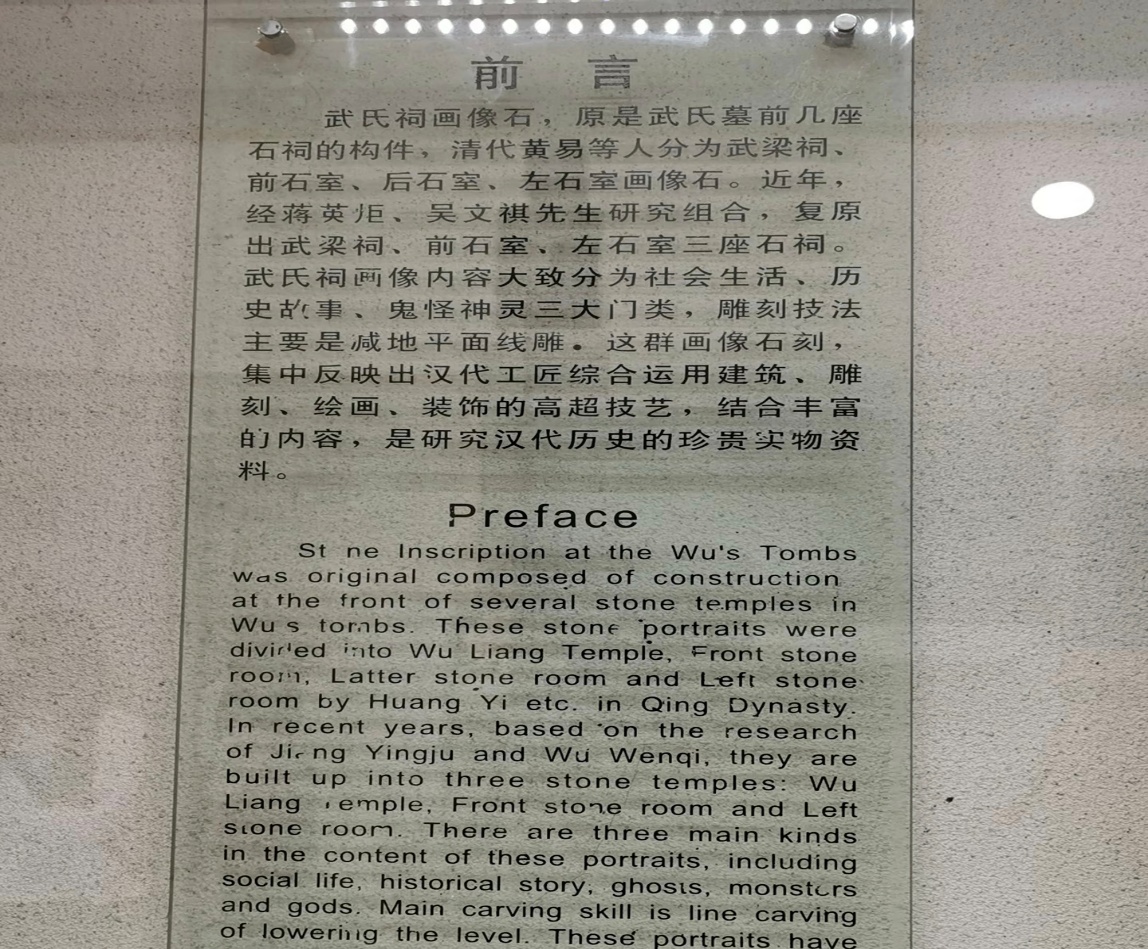 前 言
武氏祠画像石，原是武氏墓前几座
石祠的构件，清代黄易等人分为武梁祠、
前石室、后石室、左石室画像石。近年，
经蒋英炬、吴文祺先生研究组合，复原
出武梁祠、前石室、左石室三座石祠。
武氏祠画像内容大致分为社会生活、历
史故事、鬼怪神灵三大门类，雕刻技法
主要是减地平面线雕。这群画像石刻，
集中反映出汉代工匠综合运用建筑、雕
刻、绘画、装饰的高超技艺，结合丰富
的内容，是研究汉代历史的珍贵实物资
料。
Preface
St ne Inscription at the Wu's Tombs
was original composed of construction
at the front of several stone temples in
Wu s tombs. These stone portraits were
divided into Wu Liang Temple, Front stone
room, Latter stone room and Left stone
room by Huang Yi etc. in Qing Dynasty.
In recent years, based on the research
of Jiang Yingju and Wu Wenqi, they are
built up into three stone temples: Wu
Liang Temple, Front stone room and Left
stone room. There are three main kinds
in the content of these portraits, including
social life, historical story, ghosts, monsters
and gods. Main carving skill is line carving
of lowering the level. These portraits have